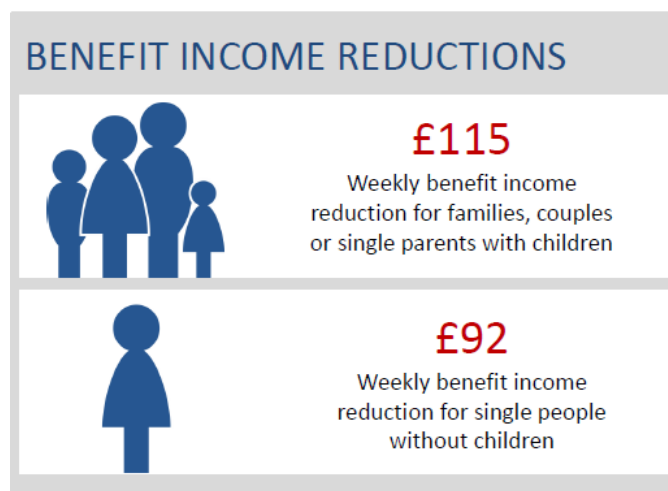 BENEFIT INCOME REDUCTIONS
£115
Weekly benefit income
reduction for families, couples
or single parents with children
£92
Weekly benefit income
reduction for single people
without children